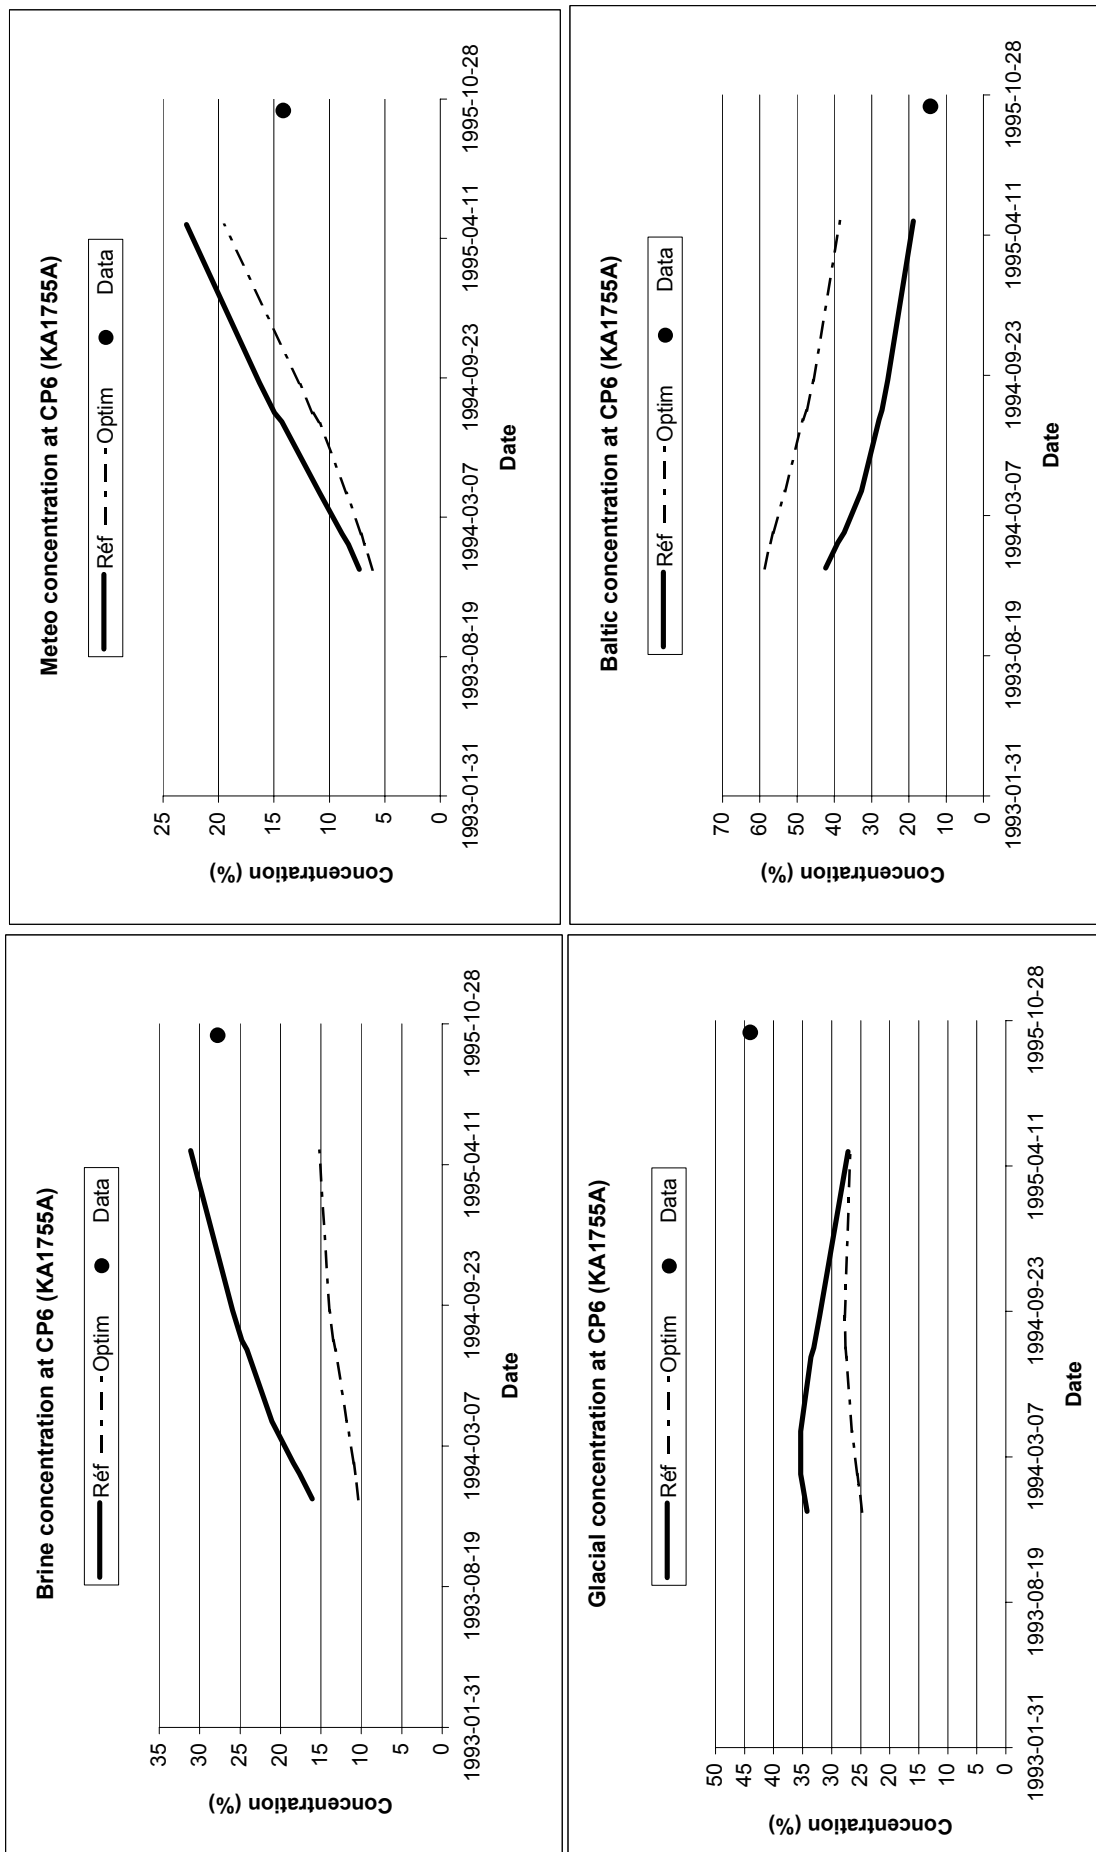 Brine concentration at CP6 (KA1755A)
Réf
Optim
Data
Concentration (%)
35
30
25
20
15
10
5
0
1993-01-31
1993-08-19
1994-03-07
1994-09-23
1995-04-11
1995-10-28
Date
Meteo concentration at CP6 (KA1755A)
Réf
Optim
Data
Concentration (%)
25
20
15
10
5
0
1993-01-31
1993-08-19
1994-03-07
1994-09-23
1995-04-11
1995-10-28
Date
Glacial concentration at CP6 (KA1755A)
Réf
Optim
Data
Concentration (%)
50
45
40
35
30
25
20
15
10
5
0
1993-01-31
1993-08-19
1994-03-07
1994-09-23
1995-04-11
1995-10-28
Date
Baltic concentration at CP6 (KA1755A)
Réf
Optim
Data
Concentration (%)
70
60
50
40
30
20
10
0
1993-01-31
1993-08-19
1994-03-07
1994-09-23
1995-04-11
1995-10-28
Date